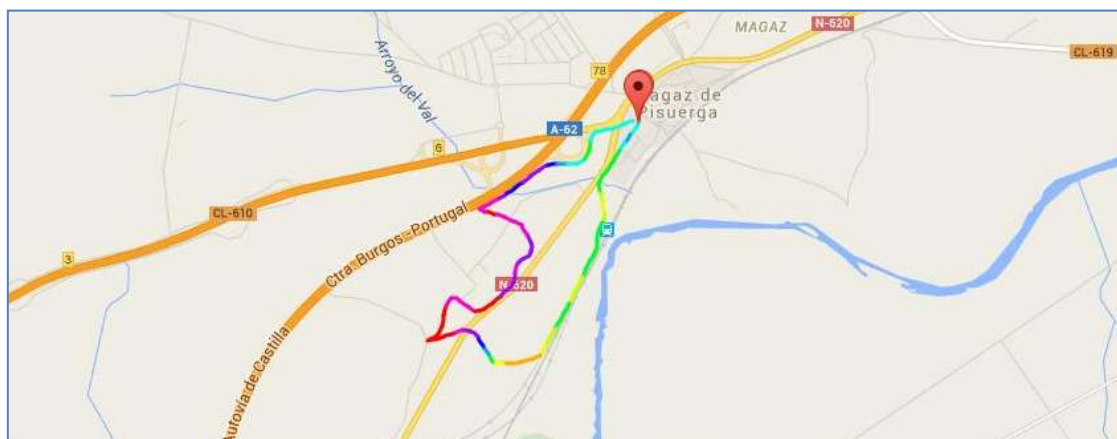 MAGAZ
N-620
CL-619
78
Magaz de
Pisuerga
Arroyo del Val
A-62
6
CL-610
3
Ctra. Burgos - Portugal
N-620
Autovía de Castilla